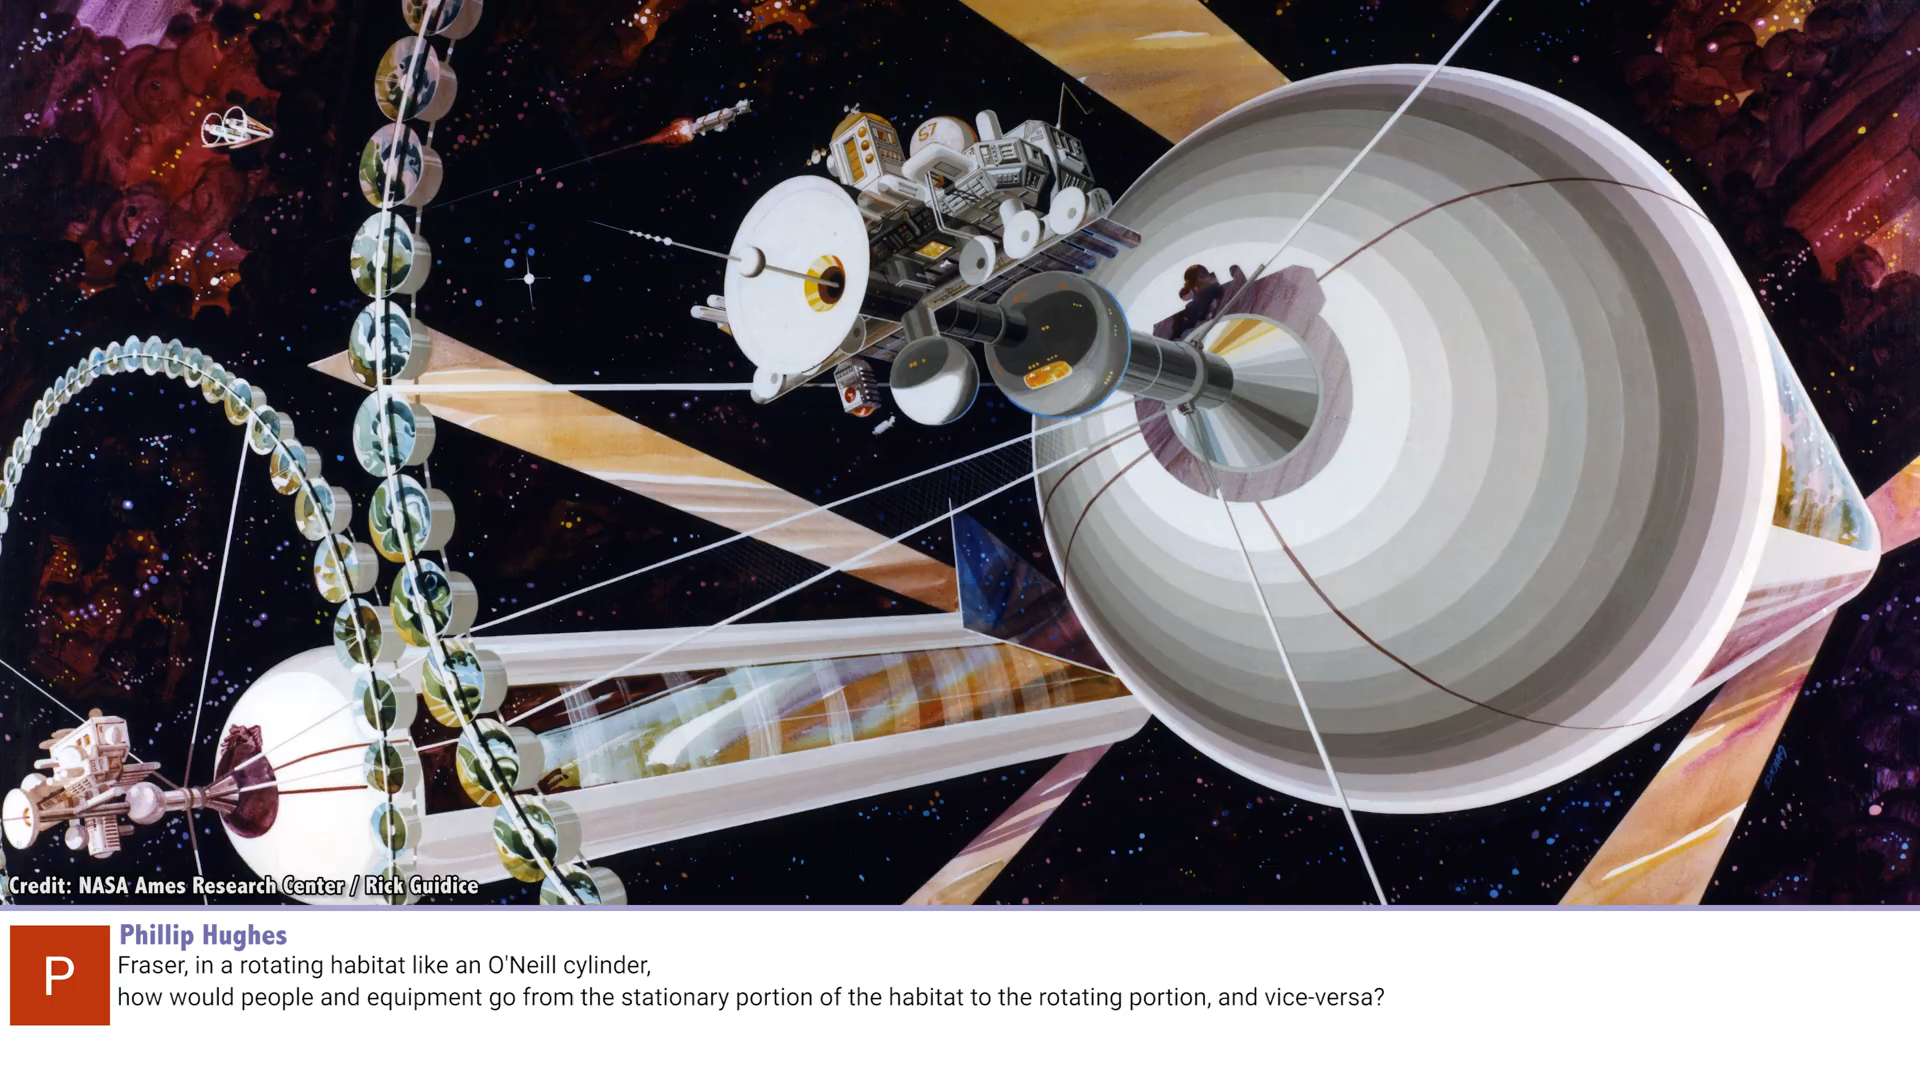 57
Credit: NASA Ames Research Center / Rick Guidice
P
Phillip Hughes
Fraser, in a rotating habitat like an O'Neill cylinder,
how would people and equipment go from the stationary portion of the habitat to the rotating portion, and vice-versa?